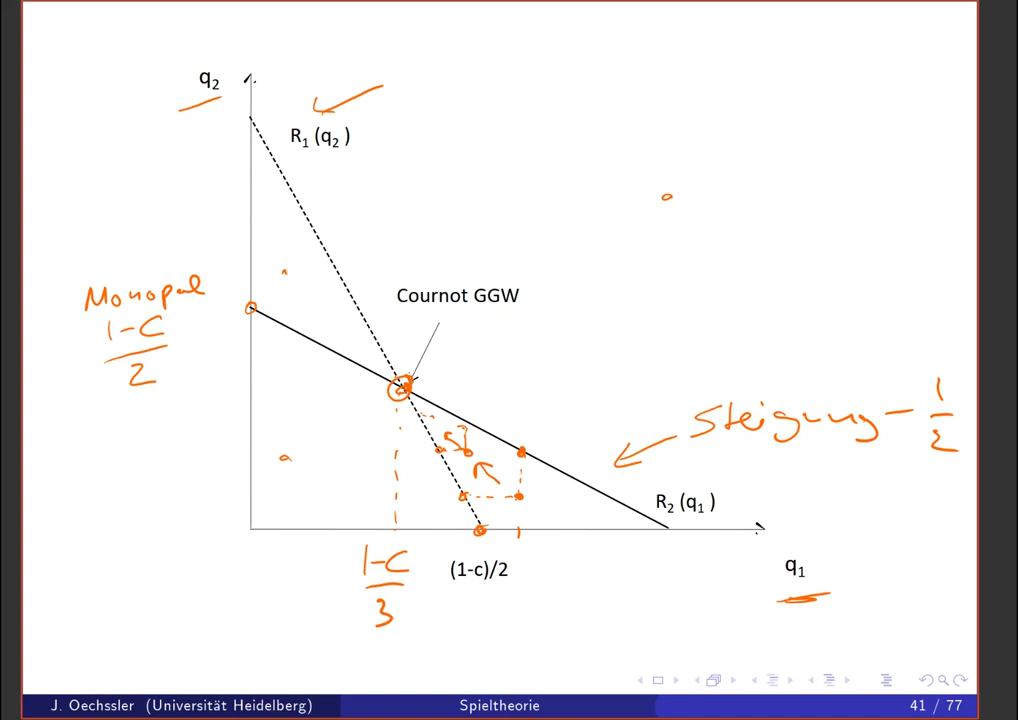 q₂
R₁ (q₂ )
Monopol
1-c
2
Cournot GGW
Steigung - 1
2
R₂ (q₁ )
1-c
3
(1-c)/2
q₁
J. Oechssler (Universität Heidelberg)
Spieltheorie
41 / 77